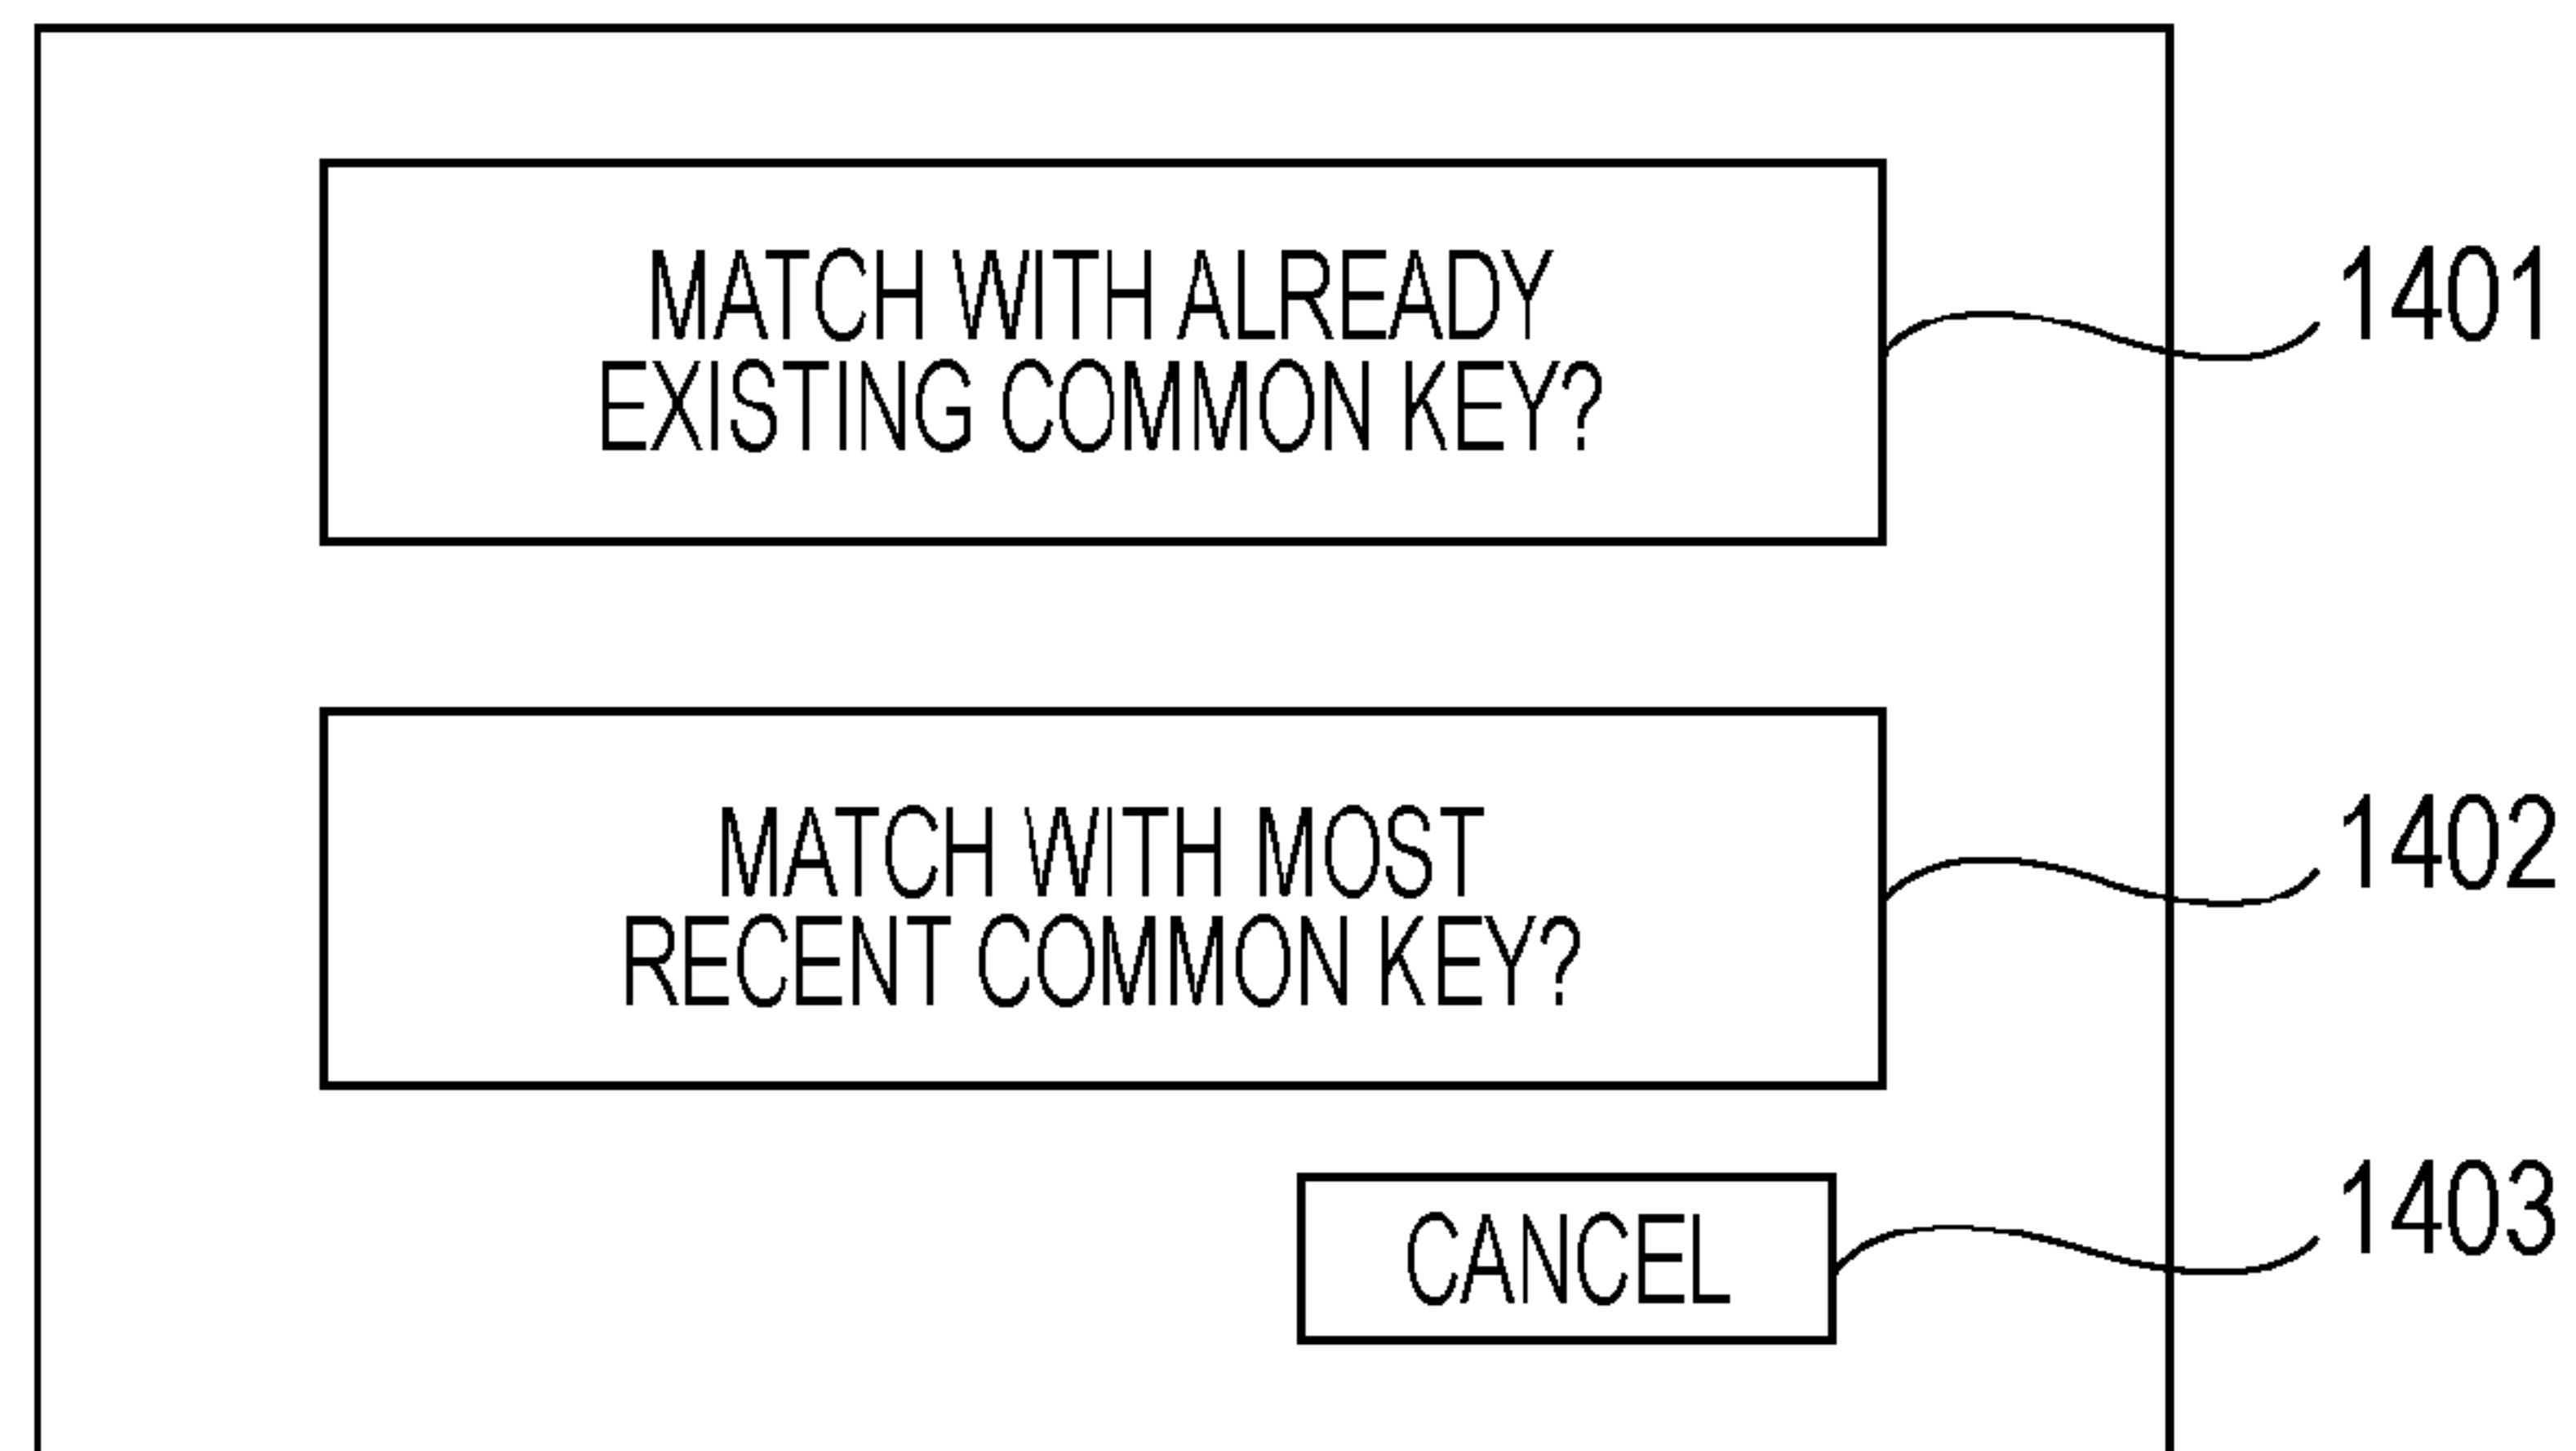 MATCH WITH ALREADY
EXISTING COMMON KEY?
1401
MATCH WITH MOST
RECENT COMMON KEY?
1402
CANCEL
1403